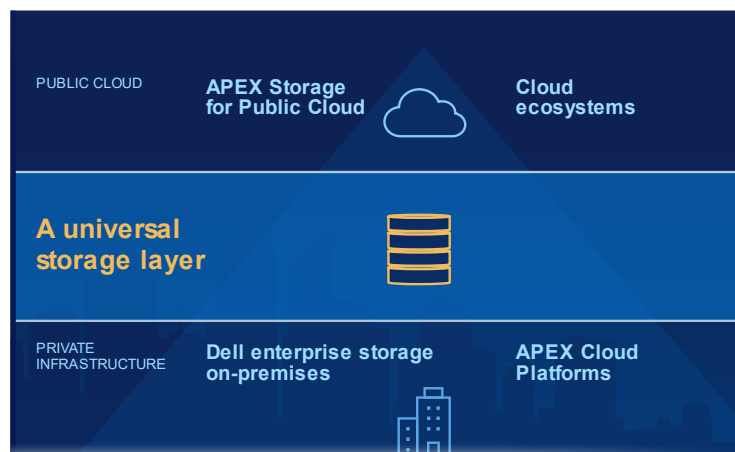 PUBLIC CLOUD
APEX Storage
for Public Cloud
Cloud
ecosystems
A universal
storage layer
PRIVATE
INFRASTRUCTURE
Dell enterprise storage
on-premises
APEX Cloud
Platforms